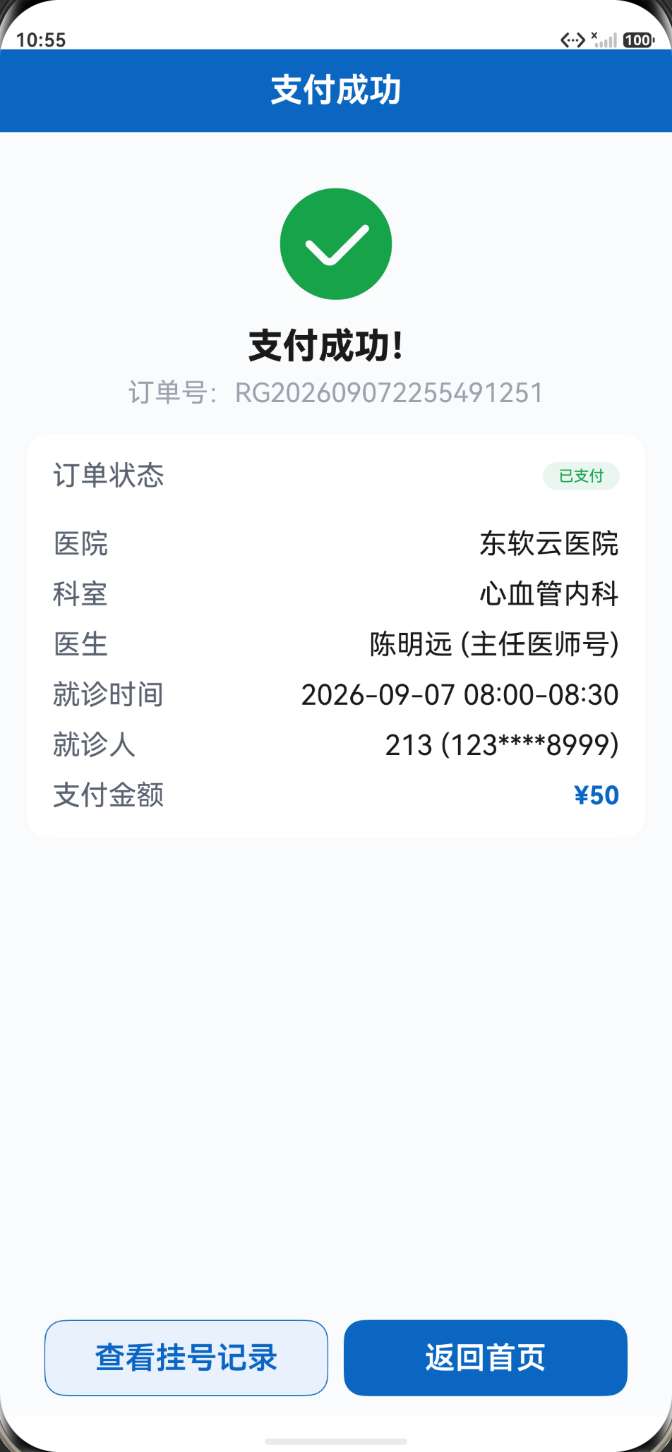 10:55
100
支付成功
支付成功!
订单号：RG202609072255491251
订单状态 已支付
医院 东软云医院
科室 心血管内科
医生 陈明远 (主任医师号)
就诊时间 2026-09-07 08:00-08:30
就诊人 213 (123****8999)
支付金额 ¥50
查看挂号记录 返回首页